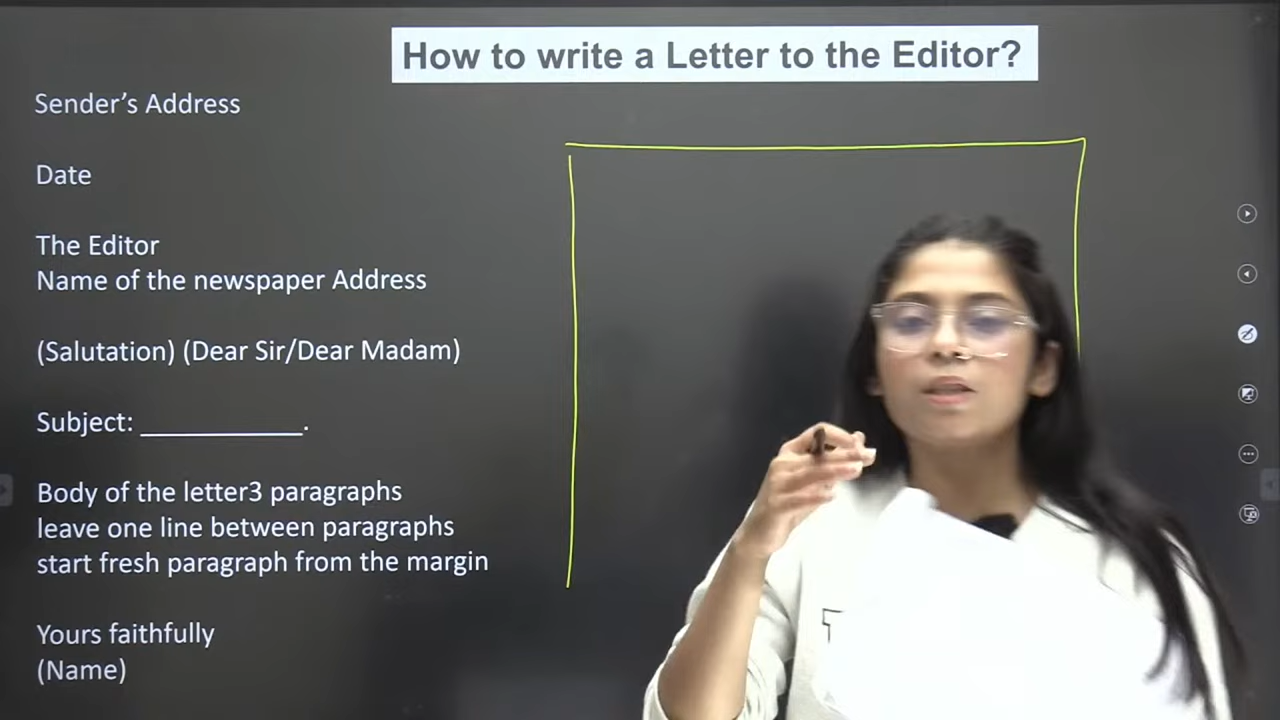 How to write a Letter to the Editor?
Sender’s Address
Date
The Editor
Name of the newspaper Address
(Salutation) (Dear Sir/Dear Madam)
Subject: ___________.
Body of the letter3 paragraphs
leave one line between paragraphs
start fresh paragraph from the margin
Yours faithfully
(Name)